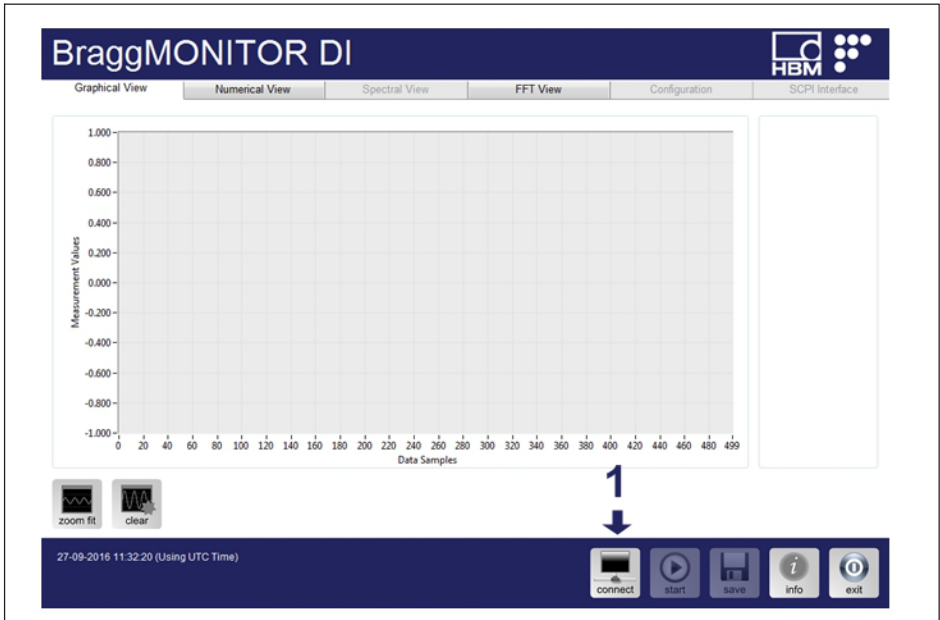 BraggMONITOR DI
HBM
Graphical View Numerical View Spectral View FFT View Configuration SCPI Interface
1.000
0.800
0.600
0.400
0.200
0.000
-0.200
-0.400
-0.600
-0.800
-1.000
Measurement Values
0 20 40 60 80 100 120 140 160 180 200 220 240 260 280 300 320 340 360 380 400 420 440 460 480 499
Data Samples
1
zoom fit clear
27-09-2016 11:32:20 (Using UTC Time)
connect start save info exit